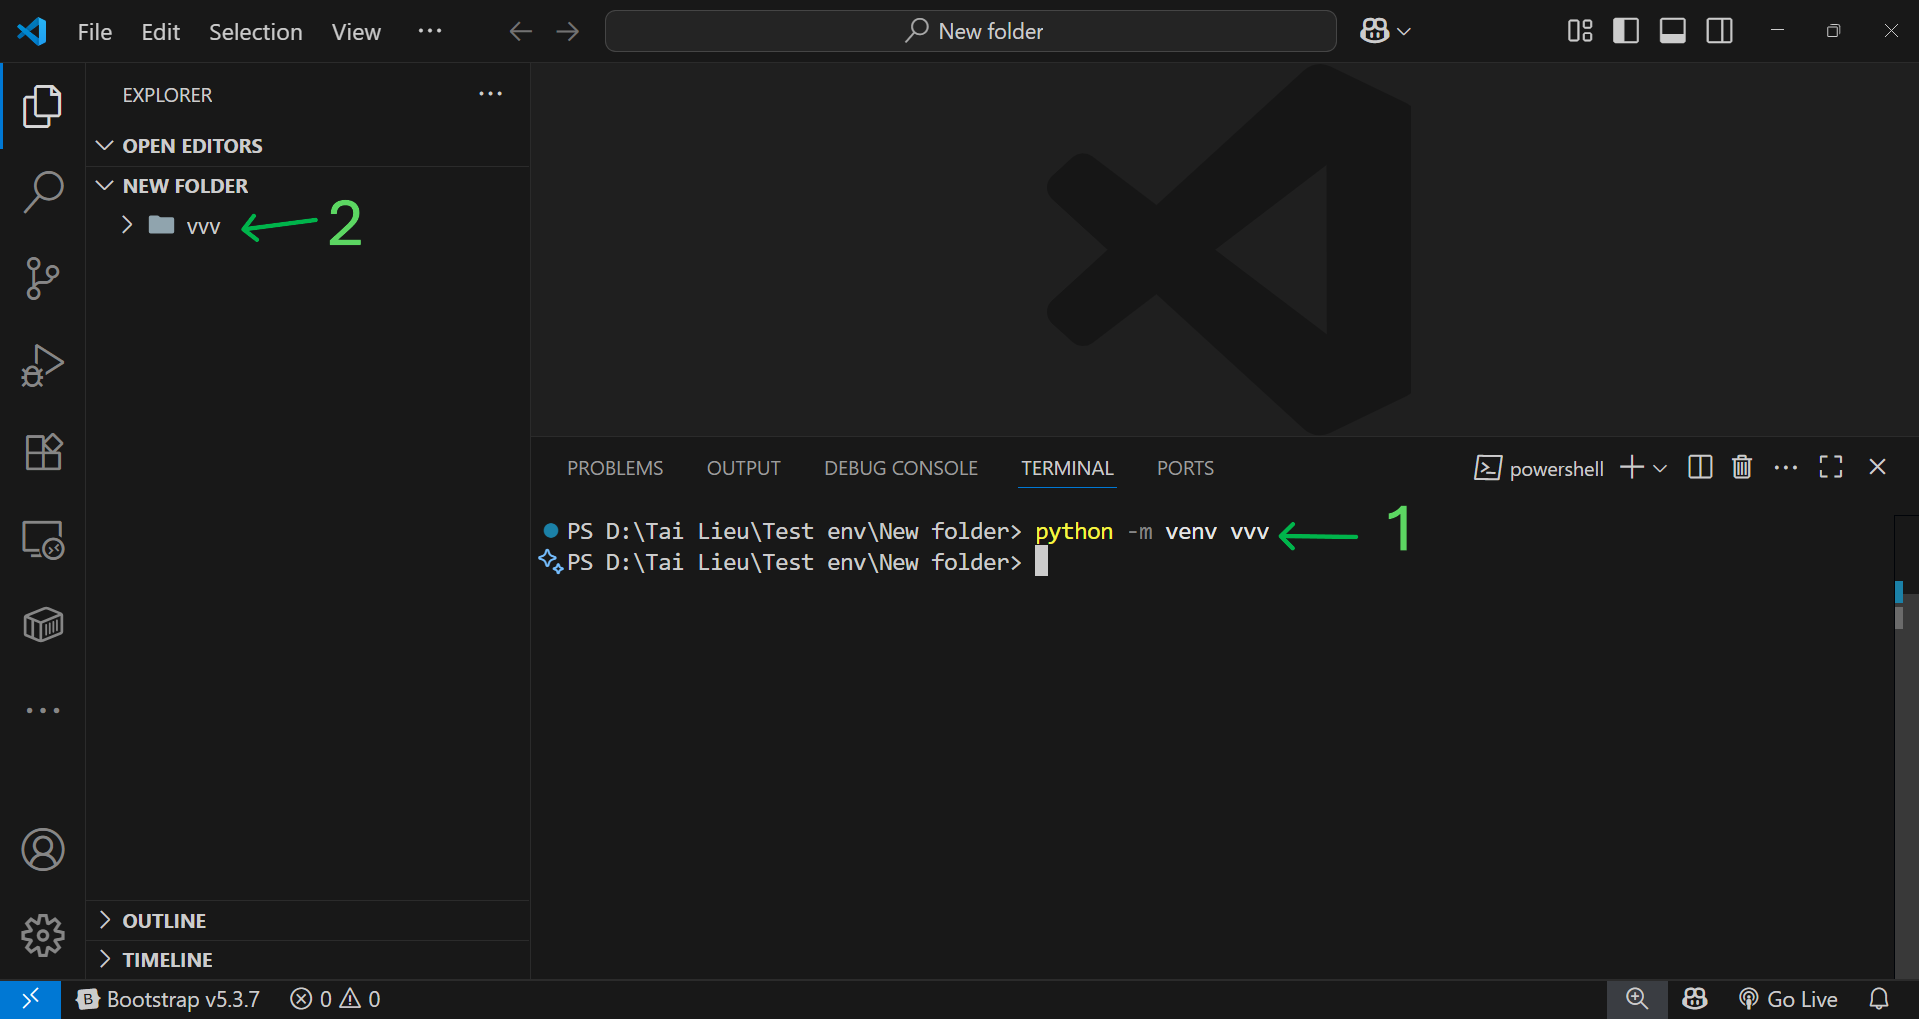 File Edit Selection View ··· New folder
EXPLORER ···
OPEN EDITORS
NEW FOLDER
vvv 2
PROBLEMS OUTPUT DEBUG CONSOLE TERMINAL PORTS powershell
PS D:\Tai Lieu\Test env\New folder> python -m venv vvv 1
PS D:\Tai Lieu\Test env\New folder>
OUTLINE
TIMELINE
B Bootstrap v5.3.7 0 0 Go Live